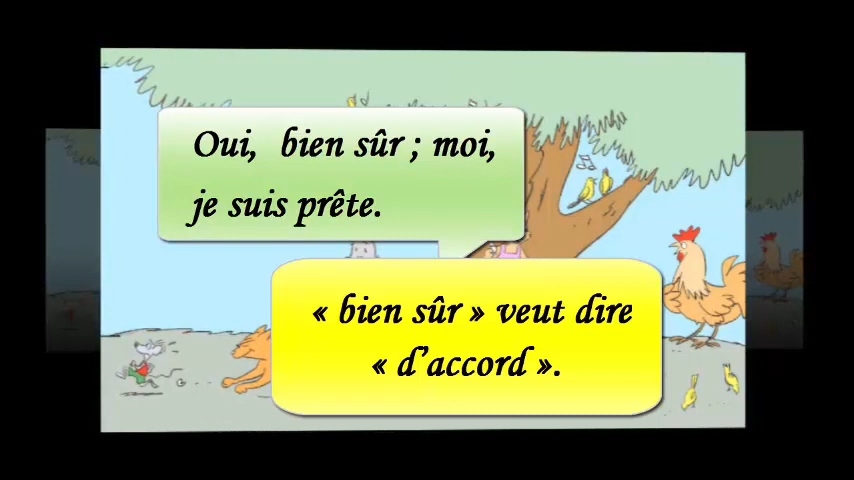 Oui, bien sûr ; moi,
je suis prête.
« bien sûr » veut dire
« d’accord ».